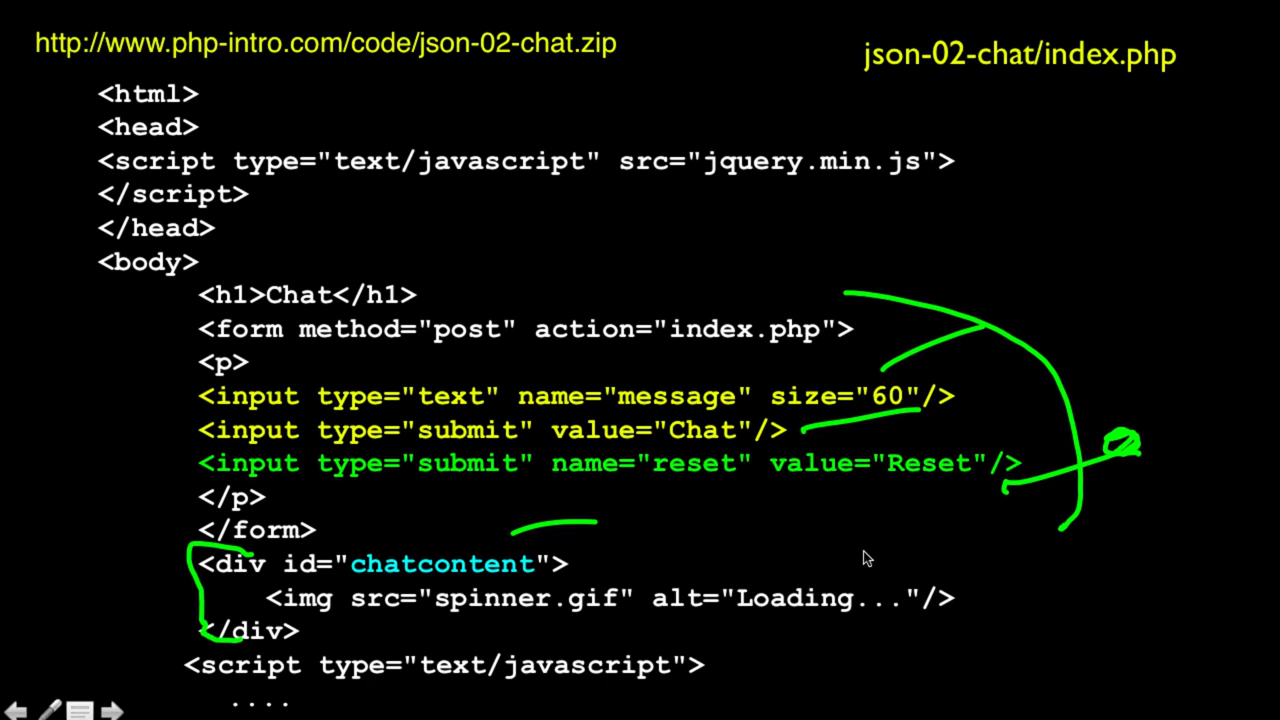 http://www.php-intro.com/code/json-02-chat.zip
json-02-chat/index.php
<html>
<head>
<script type="text/javascript" src="jquery.min.js">
</script>
</head>
<body>
<h1>Chat</h1>
<form method="post" action="index.php">
<p>
<input type="text" name="message" size="60"/>
<input type="submit" value="Chat"/>
<input type="submit" name="reset" value="Reset"/>
</p>
</form>
<div id="chatcontent">
<img src="spinner.gif" alt="Loading..."/>
</div>
<script type="text/javascript">
....